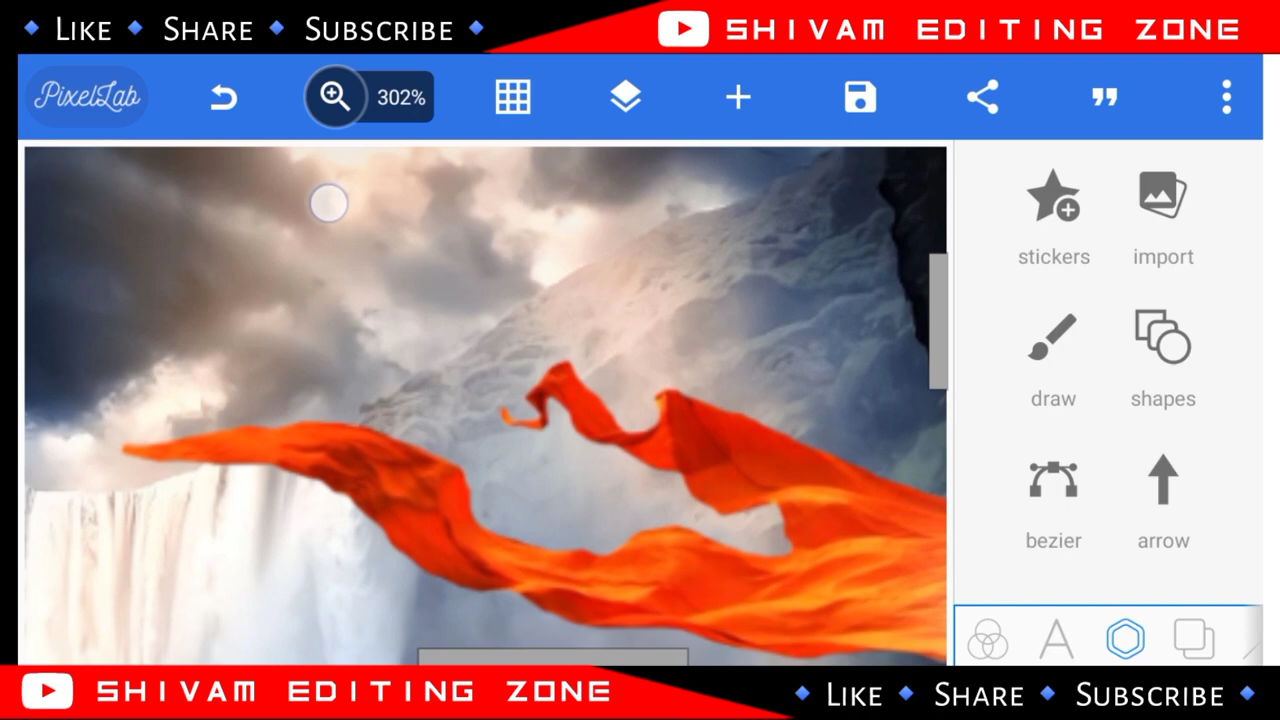 LIKE SHARE SUBSCRIBE
SHIVAM EDITING ZONE
PixelLab
302%
stickers import
draw shapes
bezier arrow
SHIVAM EDITING ZONE
LIKE SHARE SUBSCRIBE